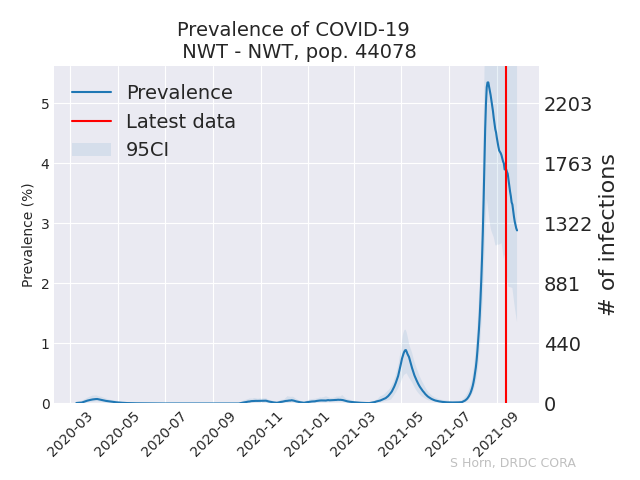 Prevalence of COVID-19
NWT - NWT, pop. 44078
Prevalence
Latest data
95CI
Prevalence (%)
5
4
3
2
1
0
2203
1763
1322
881
440
0
# of infections
2020-03
2020-05
2020-07
2020-09
2020-11
2021-01
2021-03
2021-05
2021-07
2021-09
S Horn, DRDC CORA